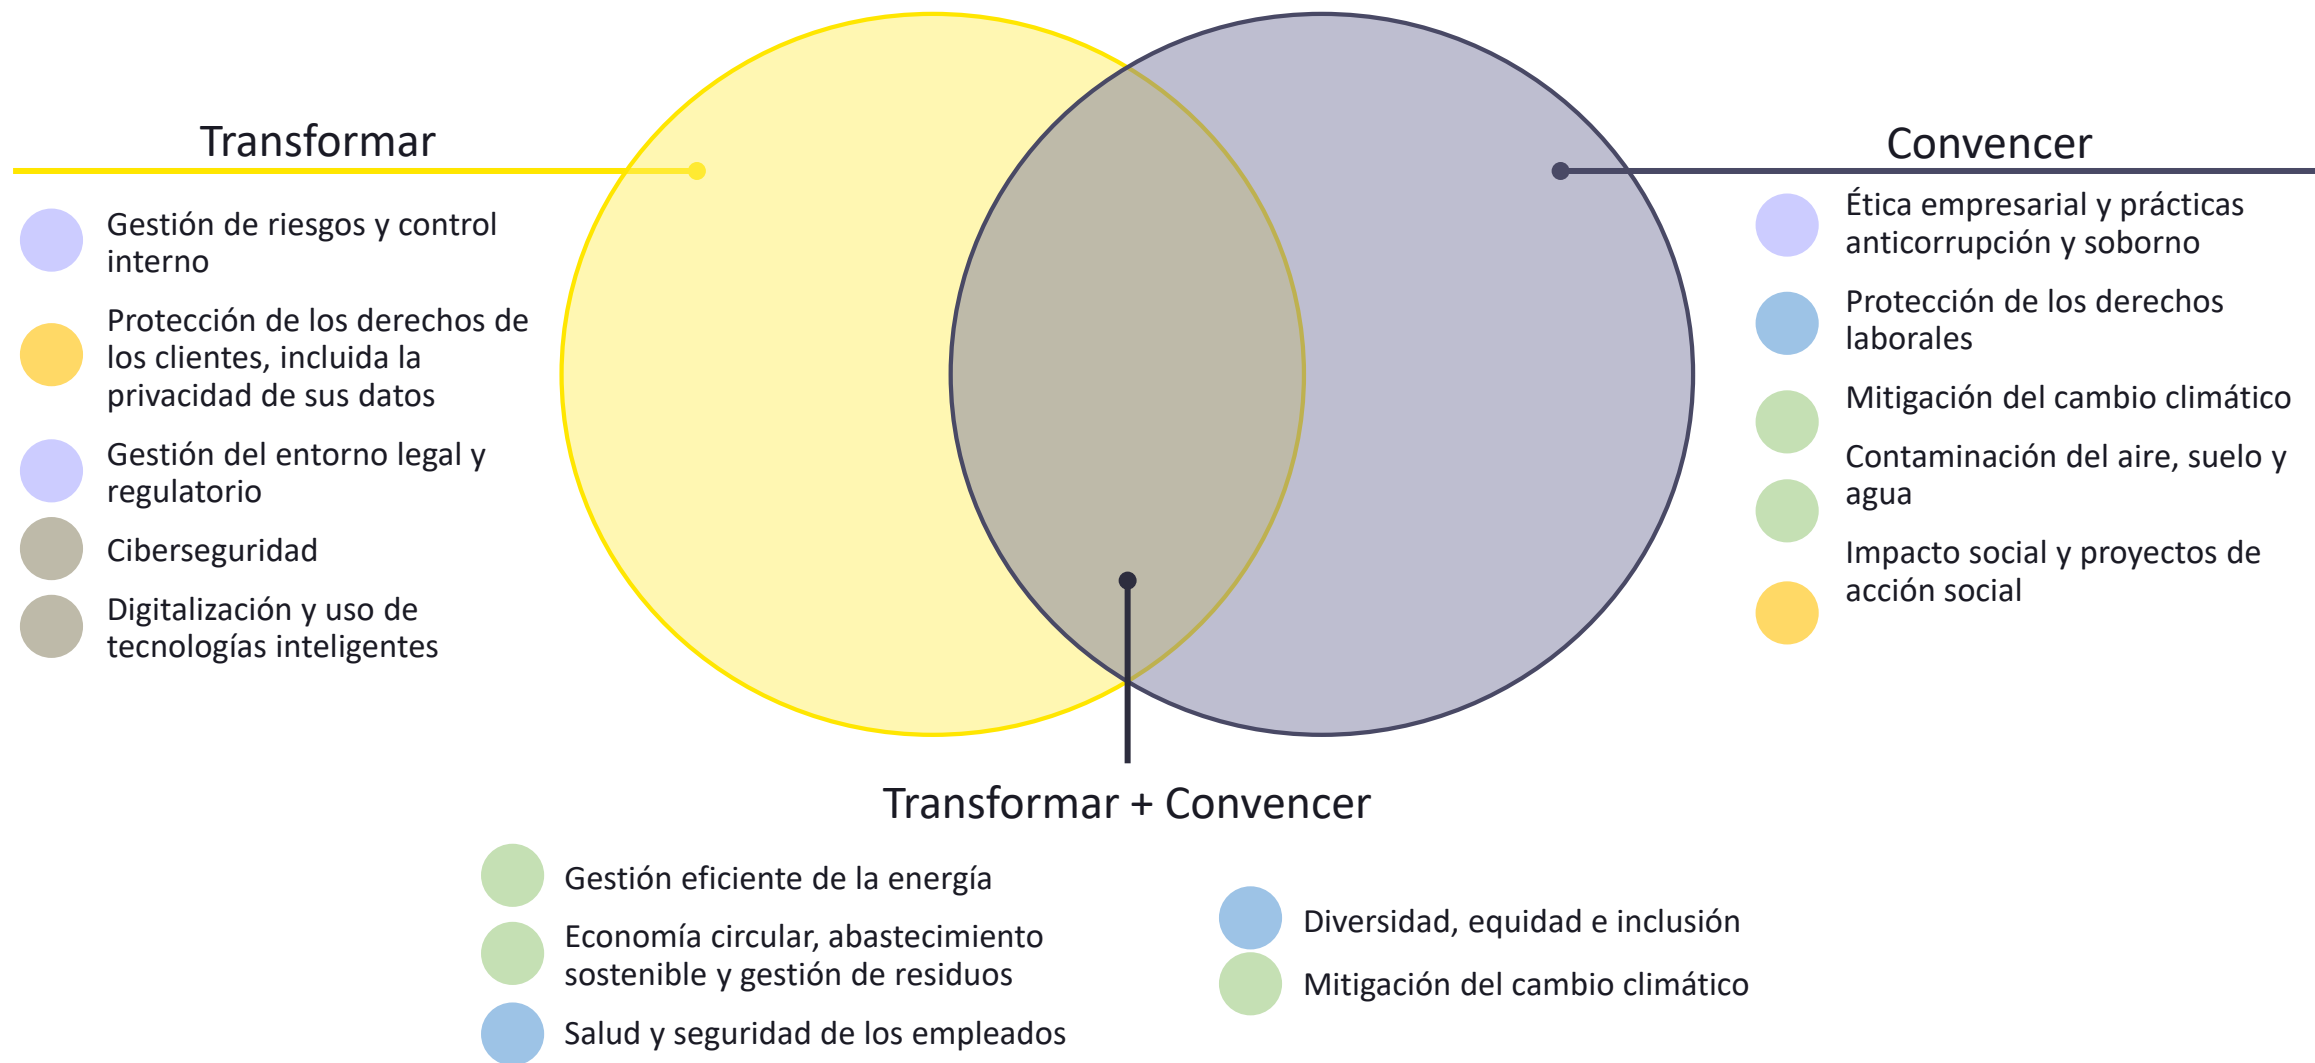 Transformar
Gestión de riesgos y control
interno
Protección de los derechos de
los clientes, incluida la
privacidad de sus datos
Gestión del entorno legal y
regulatorio
Ciberseguridad
Digitalización y uso de
tecnologías inteligentes
Convencer
Ética empresarial y prácticas
anticorrupción y soborno
Protección de los derechos
laborales
Mitigación del cambio climático
Contaminación del aire, suelo y
agua
Impacto social y proyectos de
acción social
Transformar + Convencer
Gestión eficiente de la energía
Economía circular, abastecimiento
sostenible y gestión de residuos
Salud y seguridad de los empleados
Diversidad, equidad e inclusión
Mitigación del cambio climático